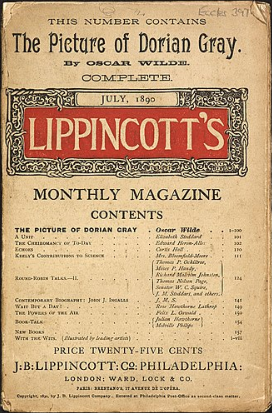 THIS NUMBER CONTAINS
The Picture of Dorian Gray.
By OSCAR WILDE.
COMPLETE.
JULY, 1890
LIPPINCOTT'S
MONTHLY MAGAZINE
CONTENTS
THE PICTURE OF DORIAN GRAY Oscar Wilde 1-100
A UNIT Elizabeth Stoddard 101
THE CHEIROMANCY OF TO-DAY Edward Heron-Allen 102
ECHOES Curtis Hall 110
KEELY'S CONTRIBUTIONS TO SCIENCE Mrs. Bloomfield-Moore 111
ROUND-ROBIN TALKS—II. Thomas P. Ochiltree, Moses P. Handy, Richard Malcolm Johnston, Thomas Nelson Page, Senator W. C. Squire, J. M. Stoddart, and others. 124
CONTEMPORARY BIOGRAPHY: JOHN J. INGALLS J. M. S. 141
WAIT BUT A DAY! Rose Hawthorne Lathrop 149
THE POWERS OF THE AIR Felix L. Oswald 150
BOOK-TALK Julian Hawthorne Melville Philips 154
NEW BOOKS 157
WITH THE WITS. (Illustrated by leading artists) i-viii
PRICE TWENTY-FIVE CENTS
J:B:LIPPINCOTT: Co: PHILADELPHIA:
LONDON: WARD, LOCK & CO.
PARIS: BRENTANO'S, 17 AVENUE DE L'OPÉRA.
Copyright, 1890, by J. B. Lippincott Company. Entered at Philadelphia Post-Office as second-class matter.